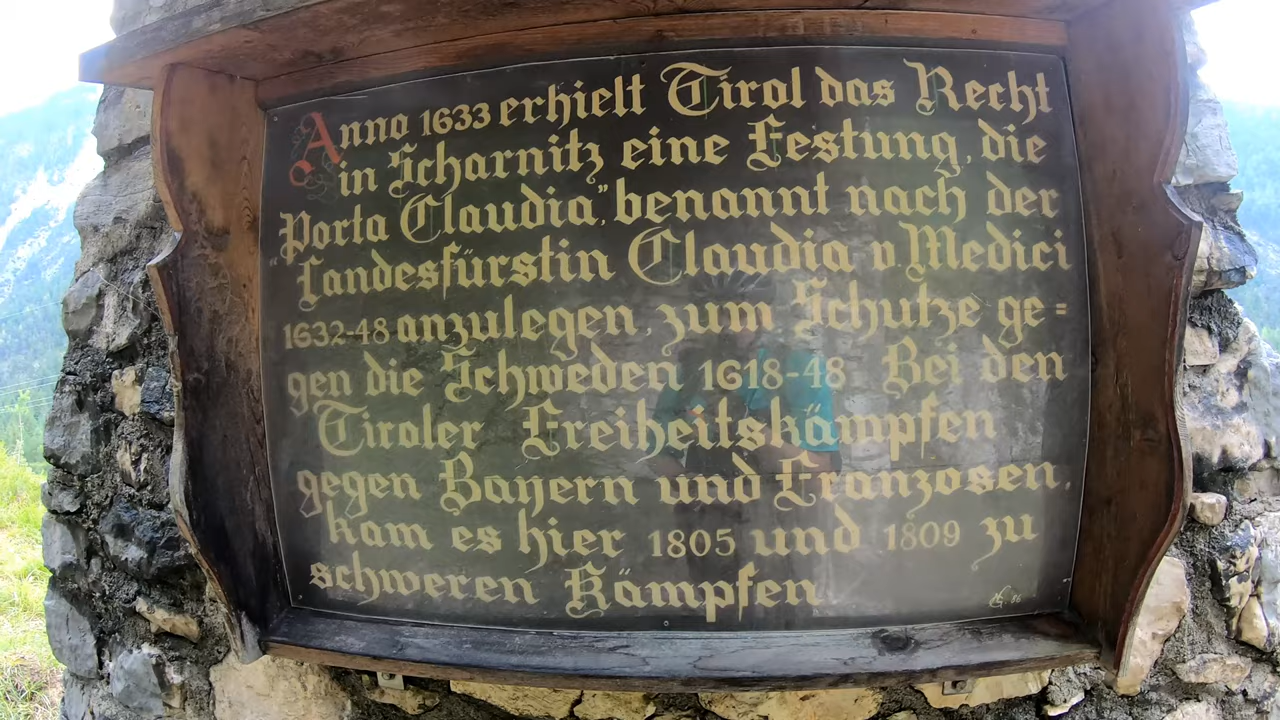 Anno 1633 erhielt Tirol das Recht
in Scharnitz eine Festung, die
"Porta Claudia", benannt nach der
Landesfürstin Claudia v Medici
1632-48 anzulegen, zum Schutze ge=
gen die Schweden 1618-48 Bei den
Tiroler Freiheitskämpfen
gegen Bayern und Franzosen,
kam es hier 1805 und 1809 zu
schweren Kämpfen